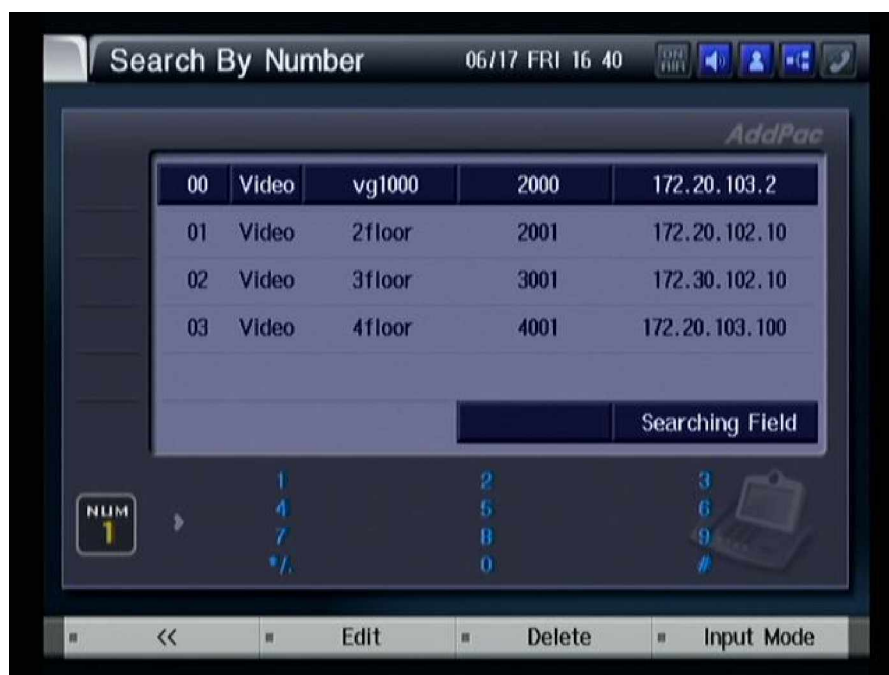 Search By Number 06/17 FRI 16 40 ON AIR
AddPac
00 Video vg1000 2000 172.20.103.2
01 Video 2floor 2001 172.20.102.10
02 Video 3floor 3001 172.30.102.10
03 Video 4floor 4001 172.20.103.100
Searching Field
1 2 3
NUM 4 5 6
1 7 8 9
*/. 0 #
<< Edit Delete Input Mode